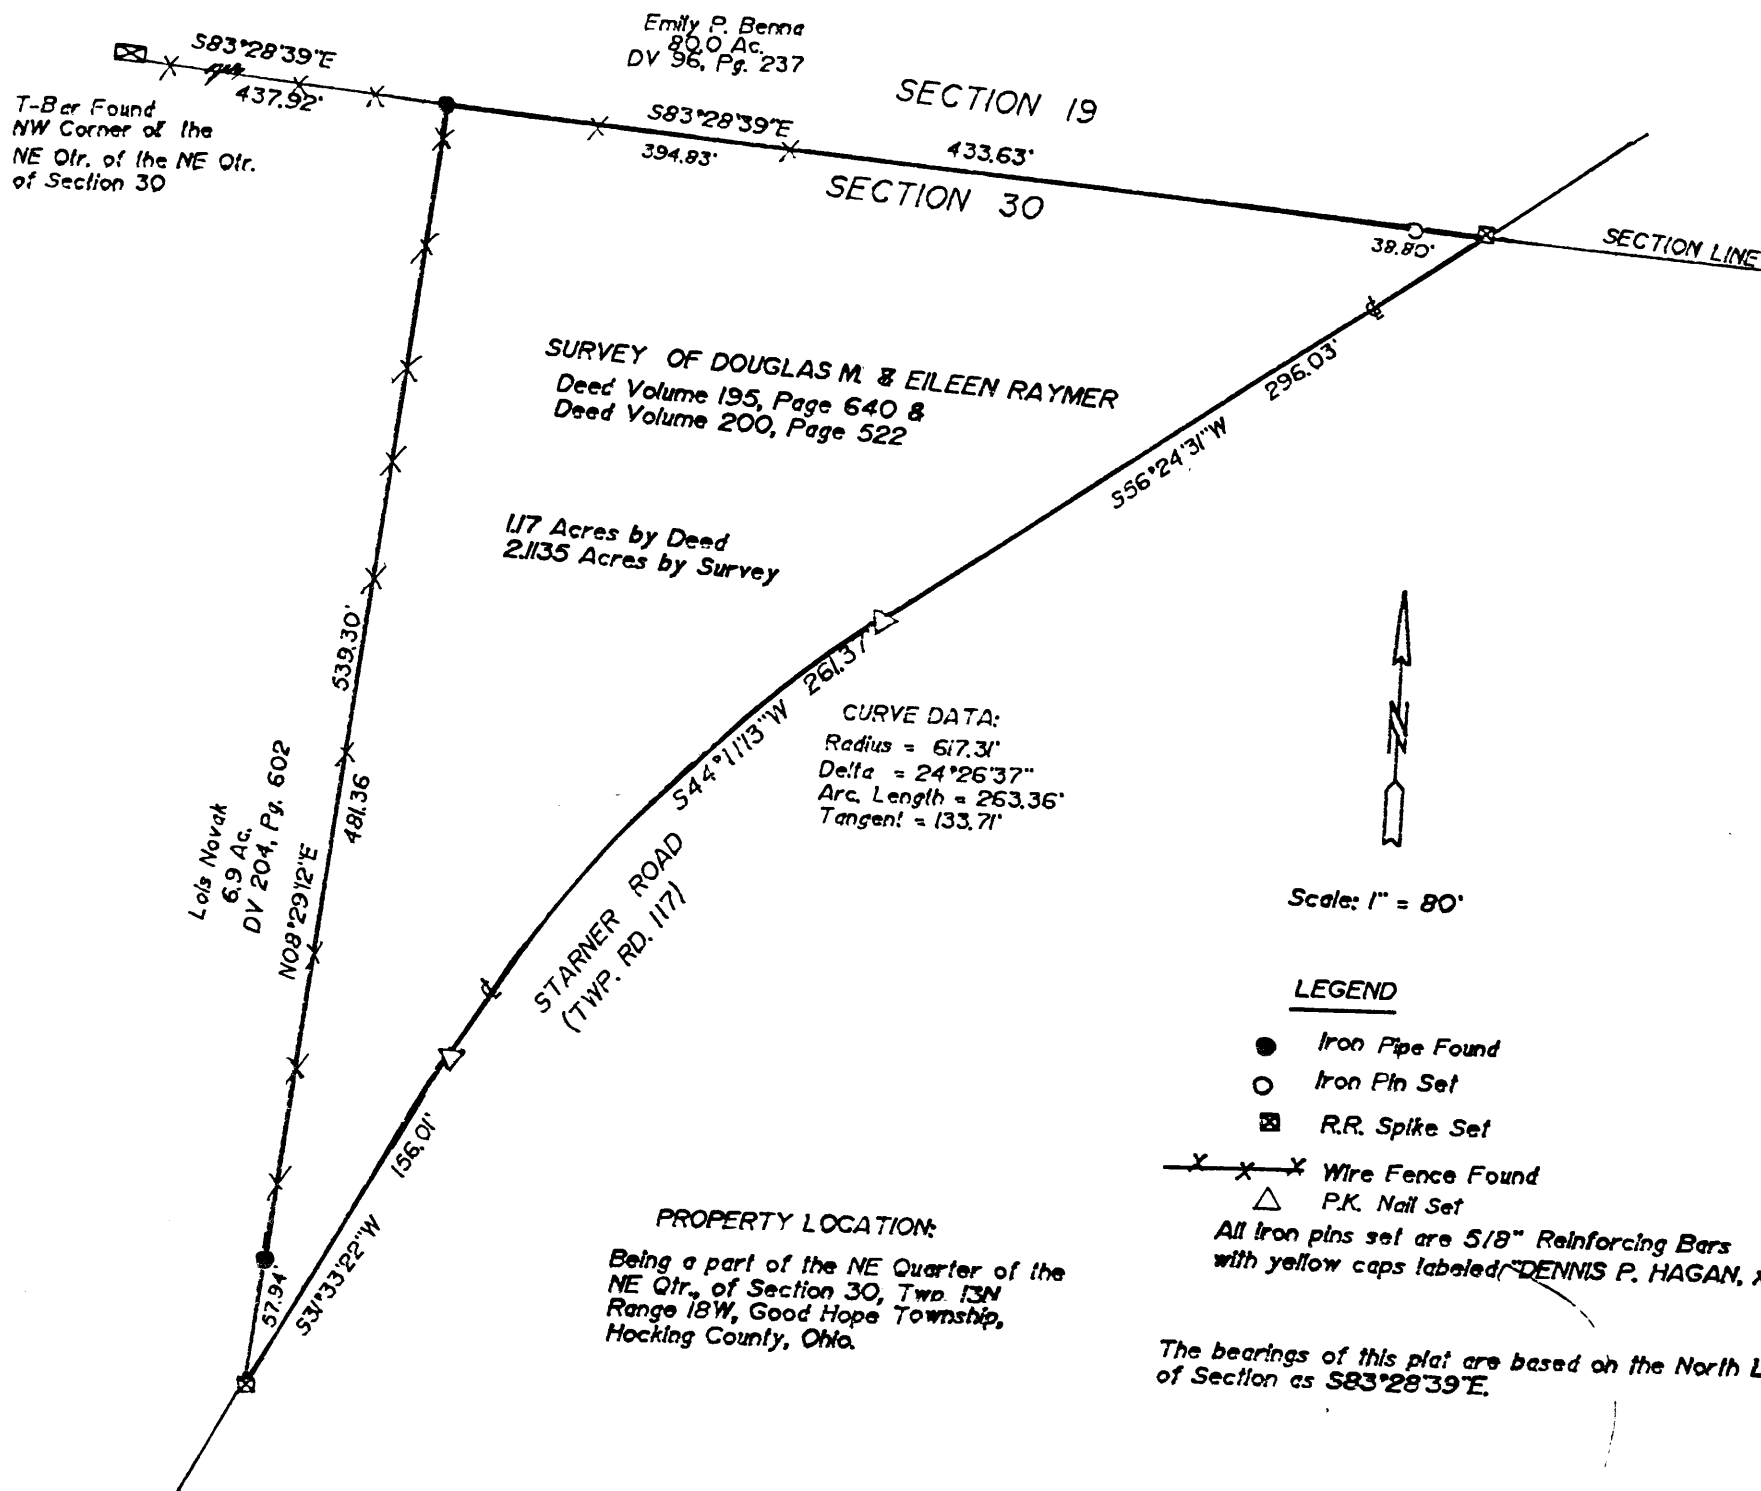 Emily P. Benna
80.0 Ac.
DV 96, Pg. 237
S83°28'39"E
437.92'
T-Bar Found
NW Corner of the
NE Qtr. of the NE Qtr.
of Section 30
SECTION 19
S83°28'39"E
394.83'
433.63'
SECTION 30
38.80'
SECTION LINE
SURVEY OF DOUGLAS M. & EILEEN RAYMER
Deed Volume 195, Page 640 &
Deed Volume 200, Page 522
296.03'
S56°24'31"W
1.17 Acres by Deed
2.1135 Acres by Survey
539.30'
481.36
N08°29'12"E
Lois Novak
6.9 Ac.
DV 204, Pg. 602
261.37'
S44°11'13"W
CURVE DATA:
Radius = 617.31'
Delta = 24°26'37"
Arc. Length = 263.36'
Tangent = 133.71'
STARNER ROAD
(TWP. RD. 117)
N
Scale: 1" = 80'
LEGEND
Iron Pipe Found
Iron Pin Set
R.R. Spike Set
Wire Fence Found
P.K. Nail Set
All iron pins set are 5/8" Reinforcing Bars
with yellow caps labeled "DENNIS P. HAGAN,
156.01'
S31°33'22"W
57.94'
PROPERTY LOCATION:
Being a part of the NE Quarter of the
NE Qtr., of Section 30, Twp. 13N
Range 18W, Good Hope Township,
Hocking County, Ohio.
The bearings of this plat are based on the North L
of Section as S83°28'39"E.